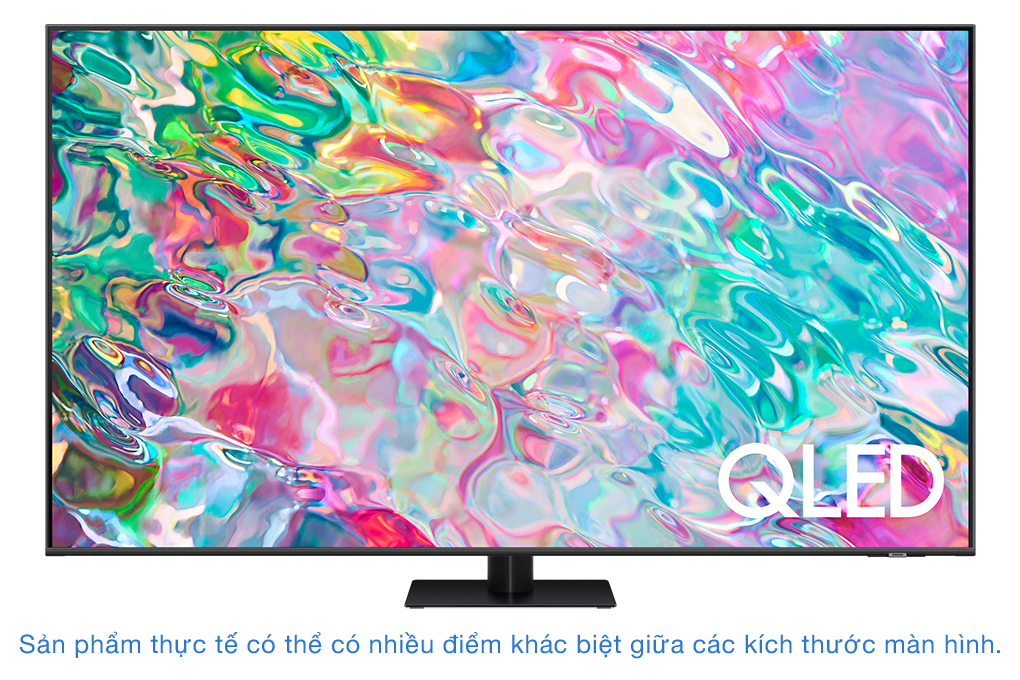 QLED
Sản phẩm thực tế có thể có nhiều điểm khác biệt giữa các kích thước màn hình.